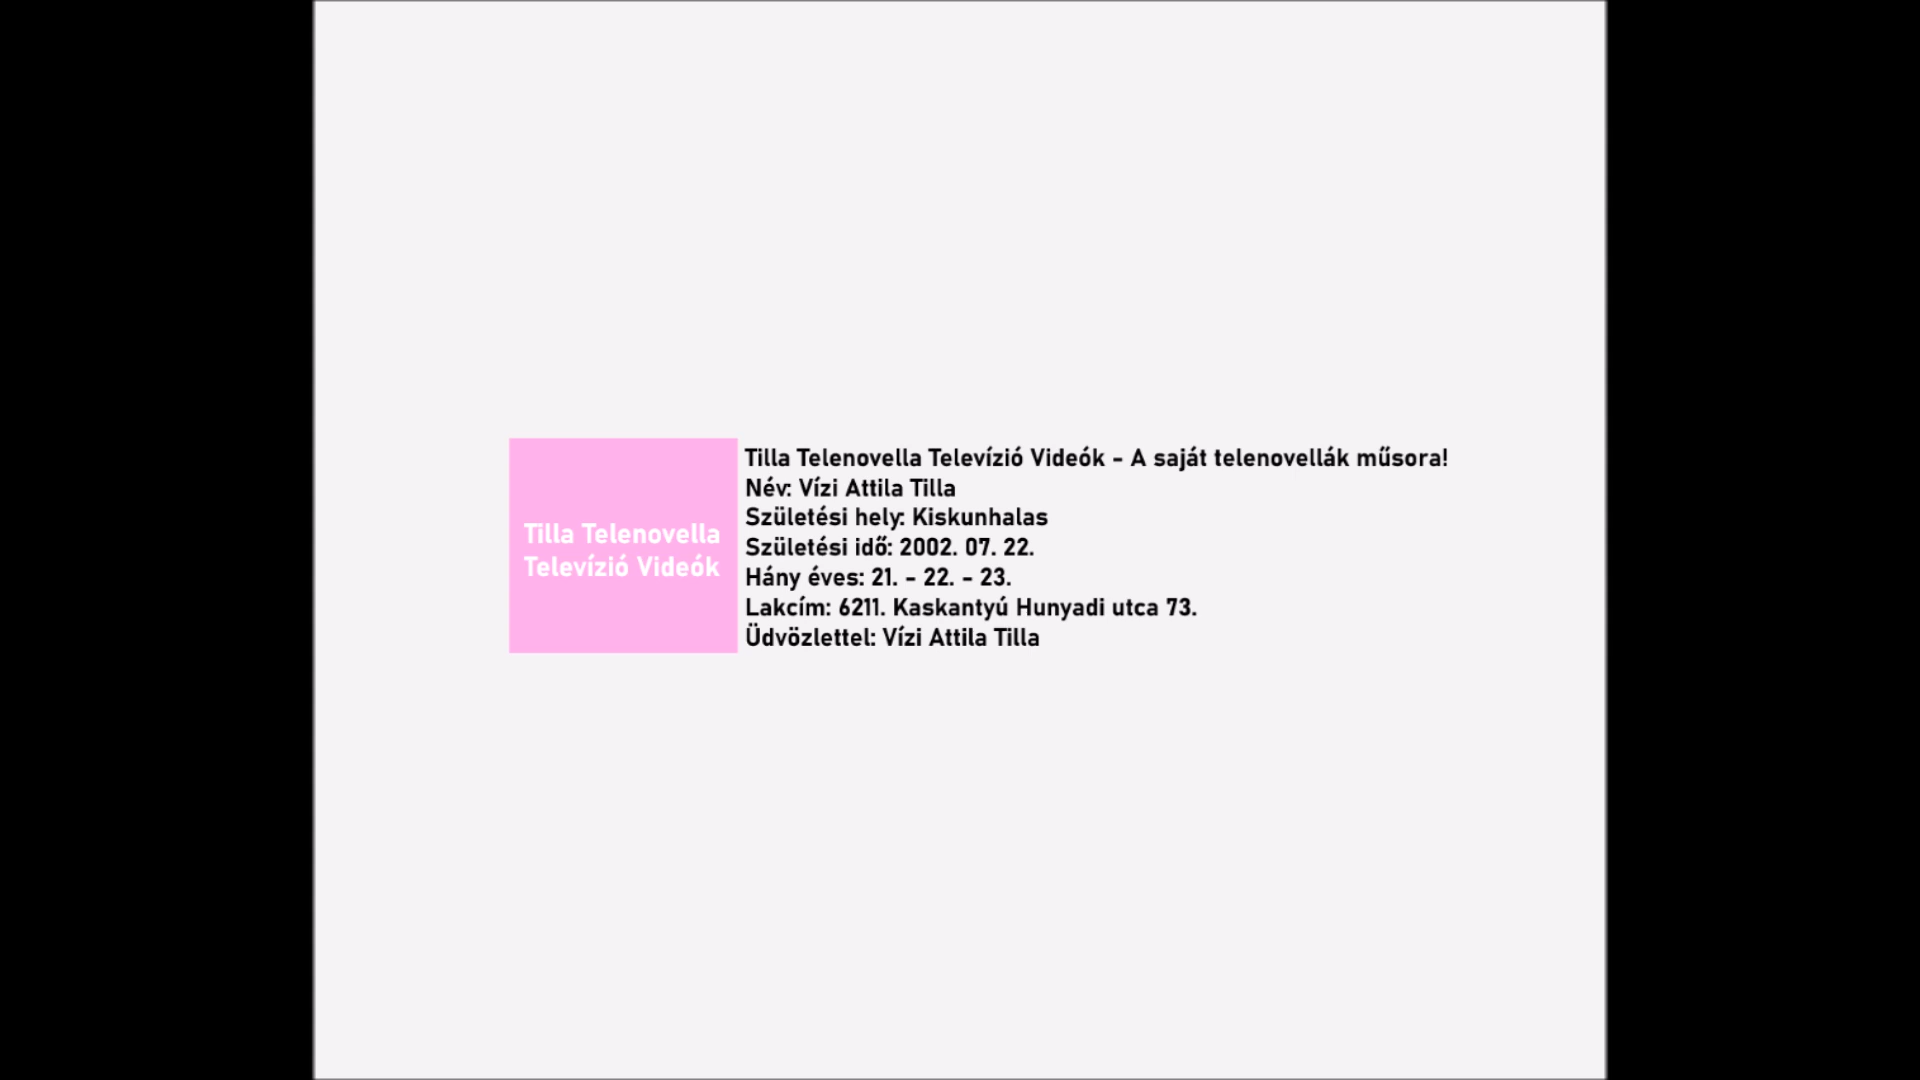 Tilla Telenovella
Televízió Videók
Tilla Telenovella Televízió Videók - A saját telenovellák műsora!
Név: Vízi Attila Tilla
Születési hely: Kiskunhalas
Születési idő: 2002. 07. 22.
Hány éves: 21. - 22. - 23.
Lakcím: 6211. Kaskantyú Hunyadi utca 73.
Üdvözlettel: Vízi Attila Tilla